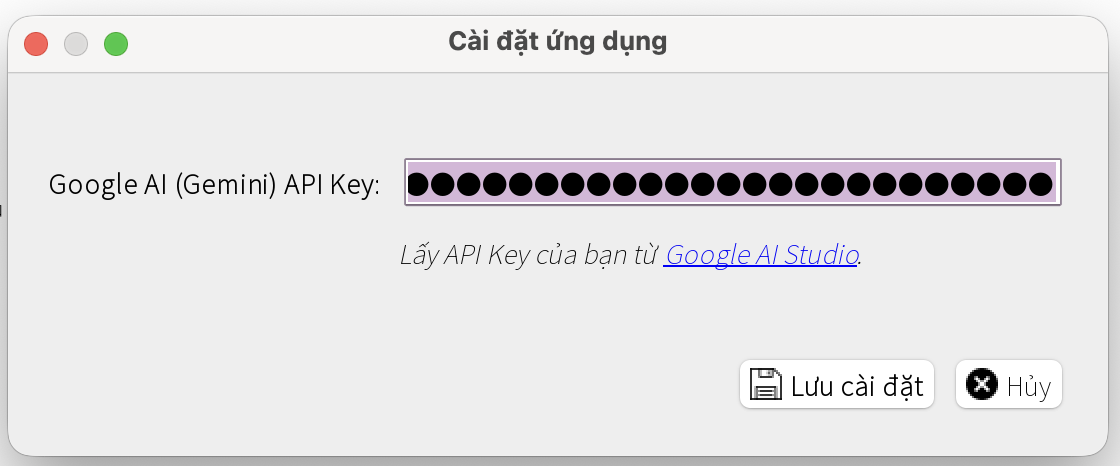 Cài đặt ứng dụng
Google AI (Gemini) API Key: ●●●●●●●●●●●●●●●●●●●●●●●●●
Lấy API Key của bạn từ Google AI Studio.
Lưu cài đặt
Hủy